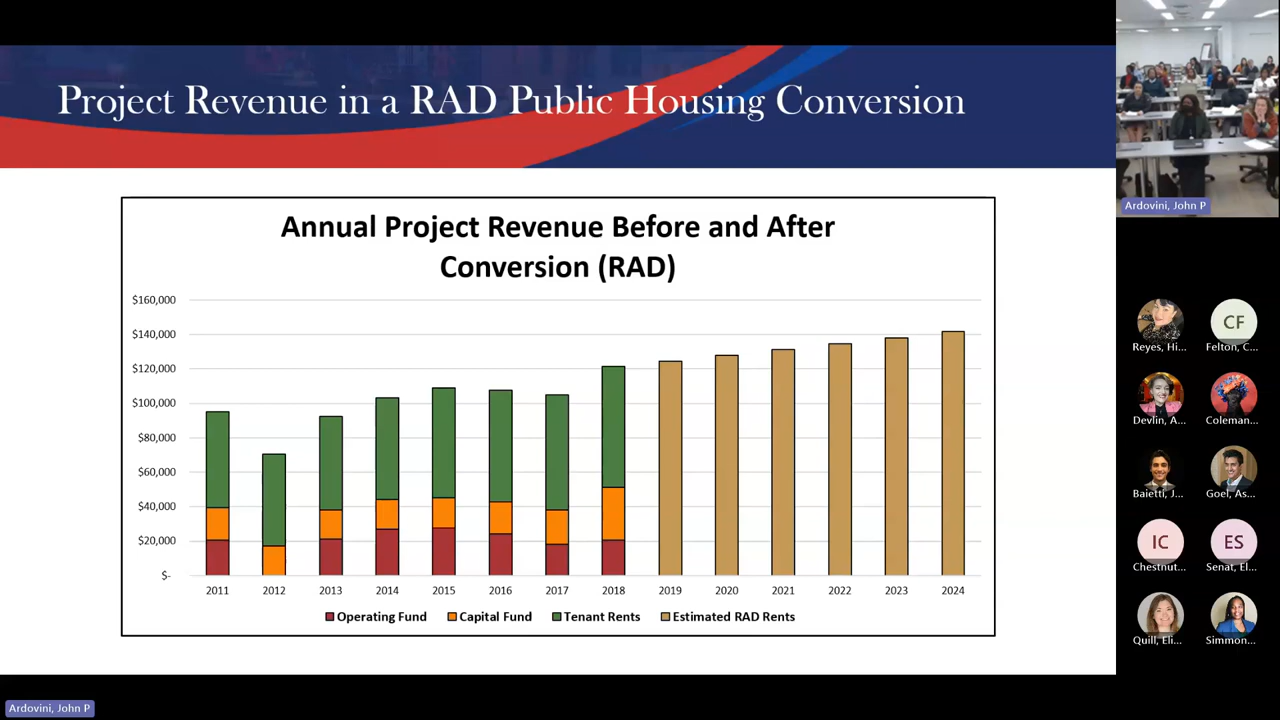 Project Revenue in a RAD Public Housing Conversion
Annual Project Revenue Before and After
Conversion (RAD)
$160,000
$140,000
$120,000
$100,000
$80,000
$60,000
$40,000
$20,000
$-
2011 2012 2013 2014 2015 2016 2017 2018 2019 2020 2021 2022 2023 2024
Operating Fund Capital Fund Tenant Rents Estimated RAD Rents
Ardovini, John P
Reyes, Hi...
CF
Felton, C...
Devlin, A...
Coleman...
Baietti, J...
Goel, As...
IC
Chestnut...
ES
Senat, El...
Quill, Eli...
Simmon...
Ardovini, John P